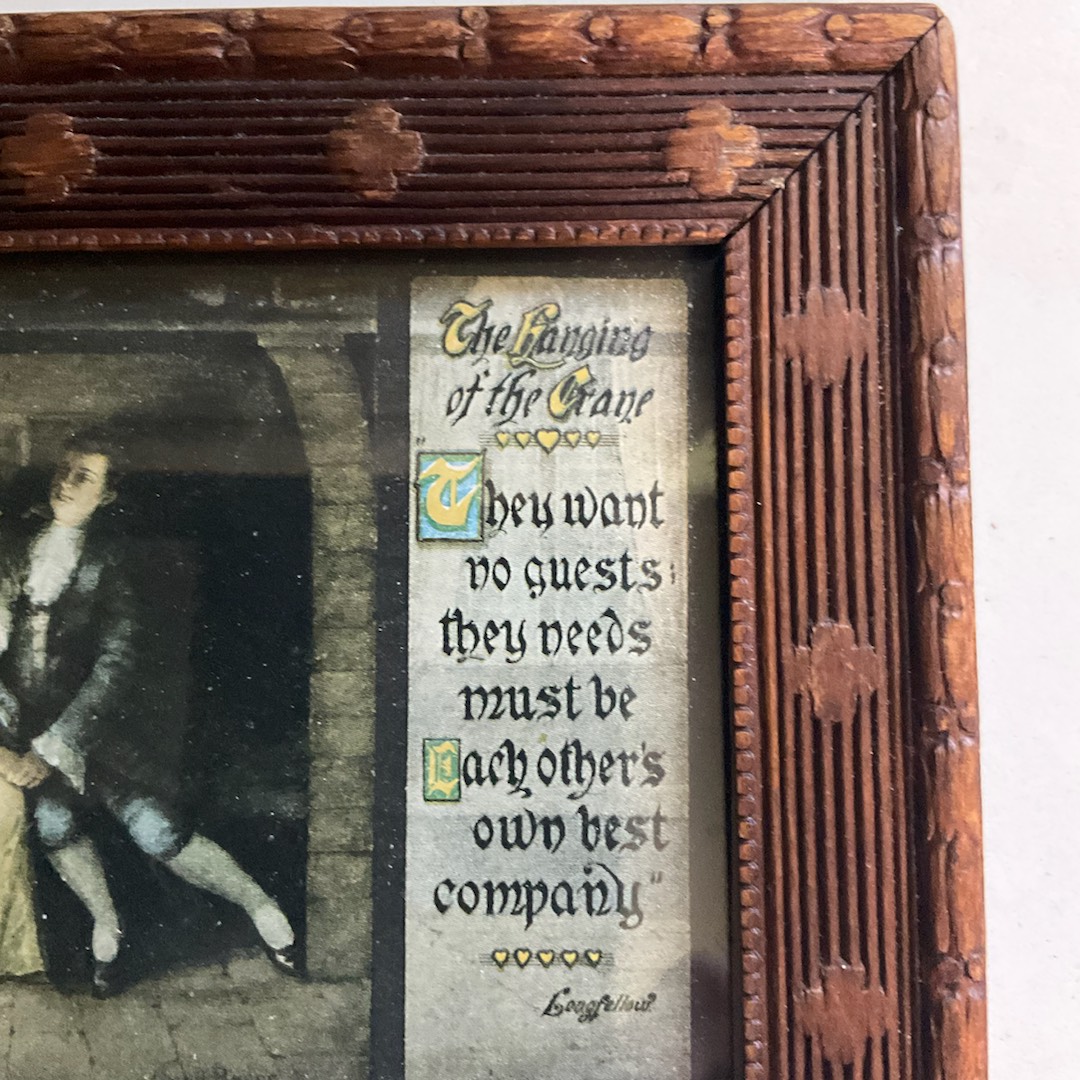 The Hanging
of the Crane
"They want
no guests;
they needs
must be
Each other's
own best
company"
Longfellow.